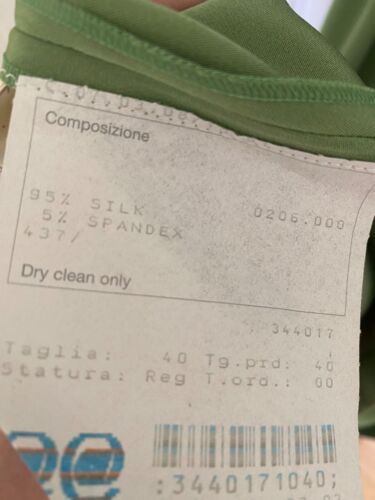 Composizione
95% SILK 0206.000
5% SPANDEX
437/
Dry clean only
344017
Taglia: 40 Tg.prd: 40
Statura: Reg T.ord.: 00
:3440171040;